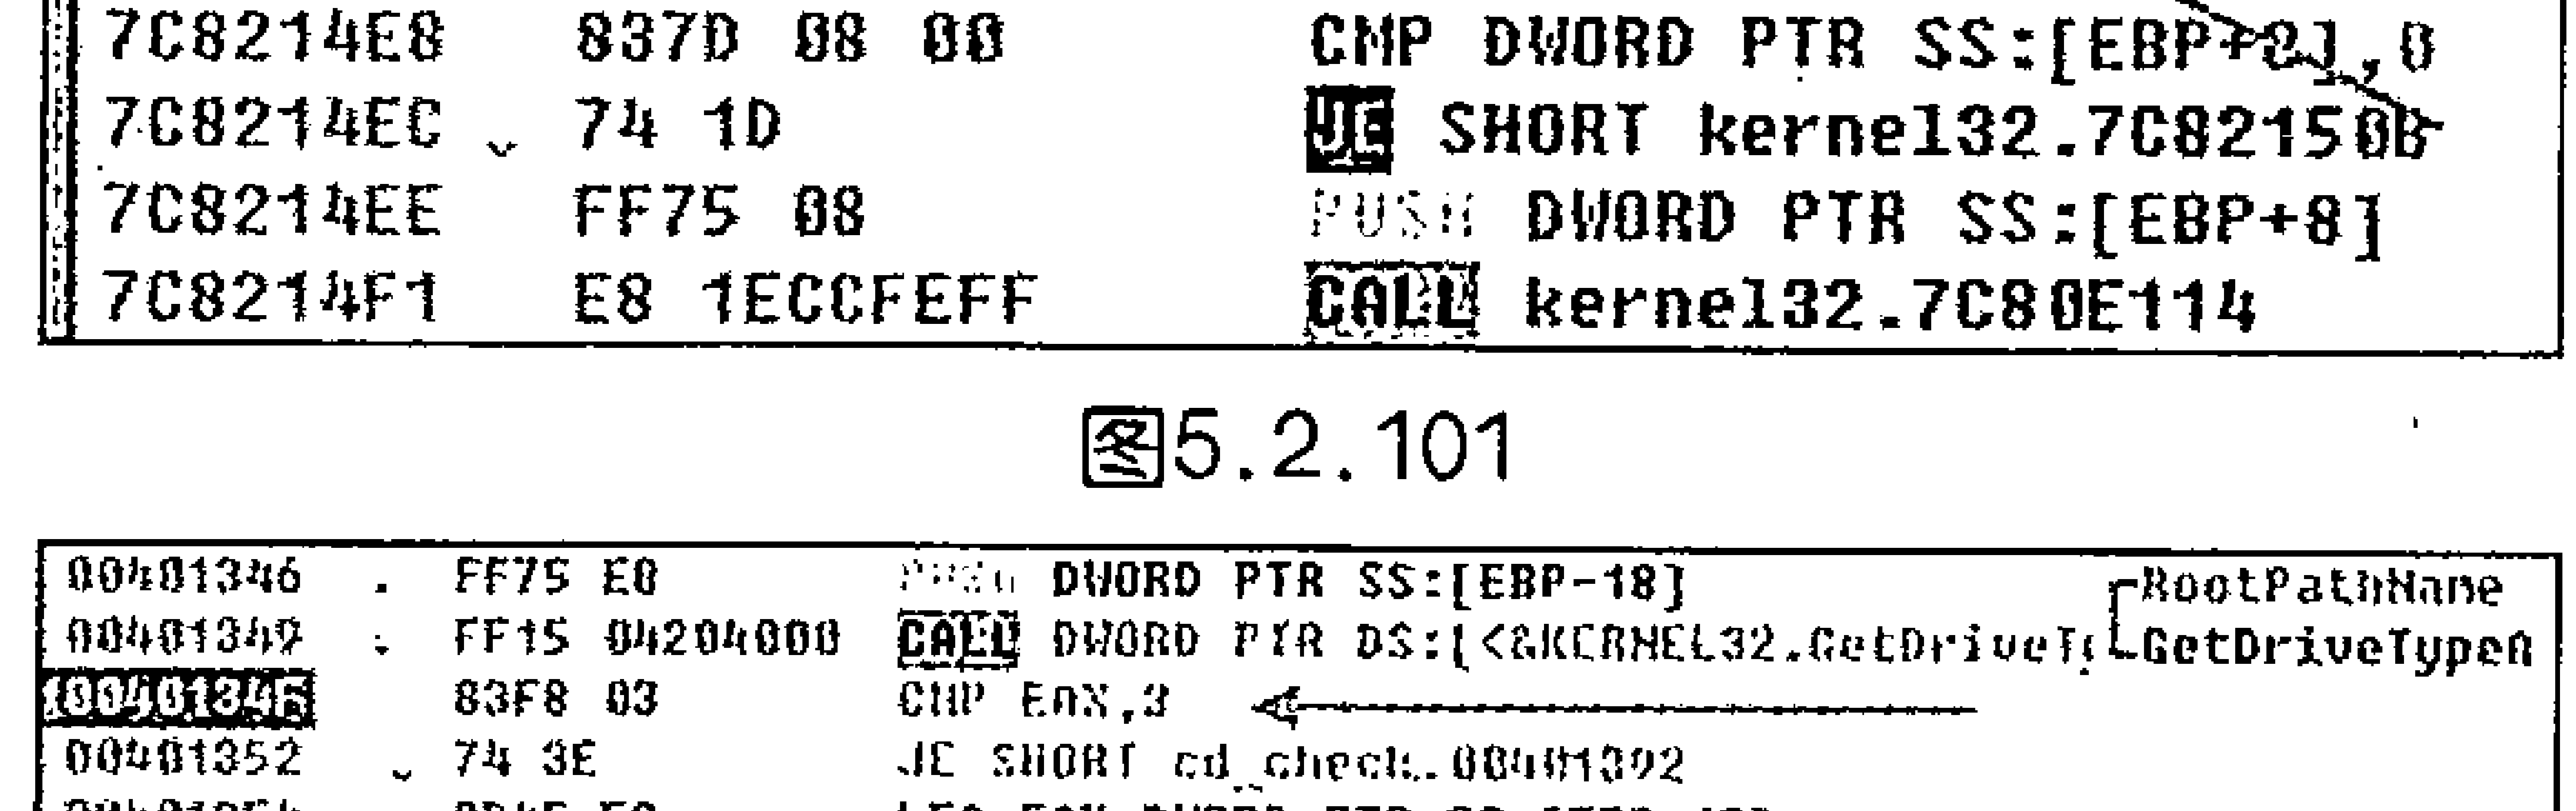 7C8214E8 837D 08 00 CMP DWORD PTR SS:[EBP+8],0
7C8214EC ⌄ 74 1D JE SHORT kernel32.7C82150B
7C8214EE FF75 08 PUSH DWORD PTR SS:[EBP+8]
7C8214F1 E8 1ECCFEFF CALL kernel32.7C80E114
图5.2.101
00401346 . FF75 E8 PUSH DWORD PTR SS:[EBP-18] ┌RootPathName
00401349 . FF15 04204000 CALL DWORD PTR DS:[<&KERNEL32.GetDriveTy └GetDriveTypeA
0040134F 83F8 03 CMP EAX,3
00401352 ⌄ 74 3E JE SHORT cd_check.00401392